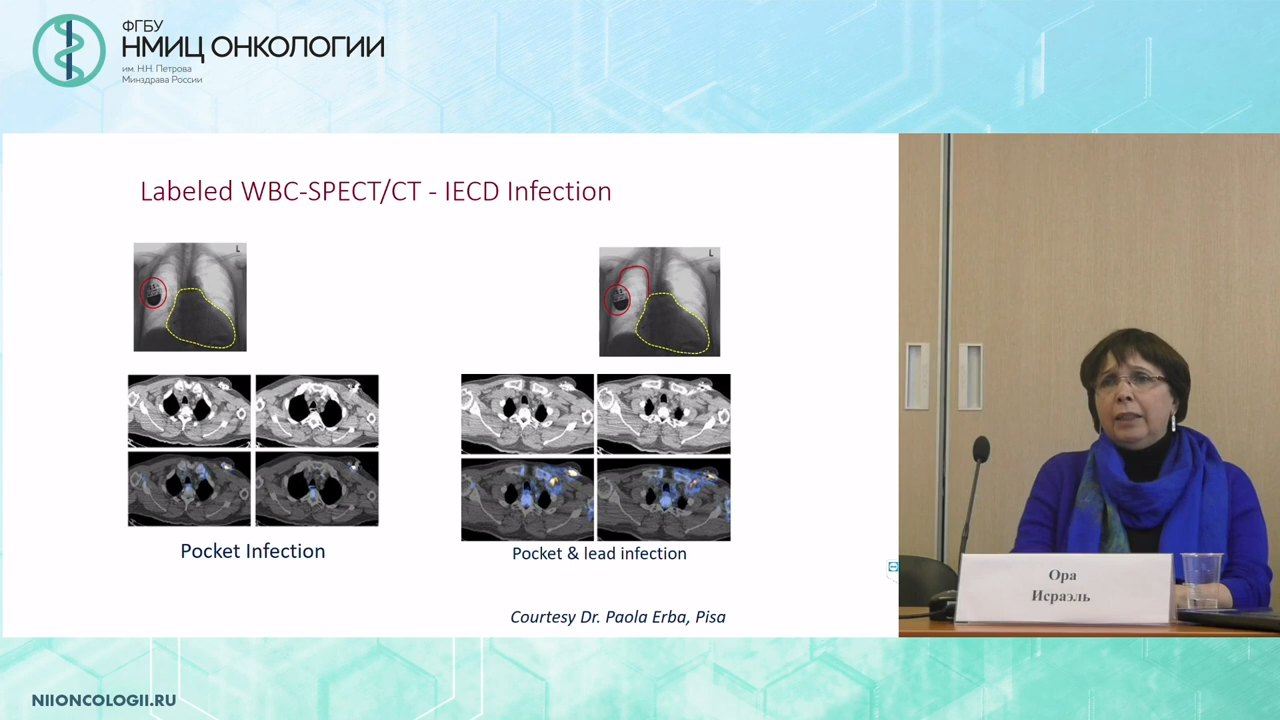 ФГБУ
НМИЦ ОНКОЛОГИИ
им. Н.Н. Петрова
Минздрава России
Labeled WBC-SPECT/CT - IECD Infection
L
L
Pocket Infection
Pocket & lead infection
Courtesy Dr. Paola Erba, Pisa
Ора
Исраэль
NIIONCOLOGII.RU